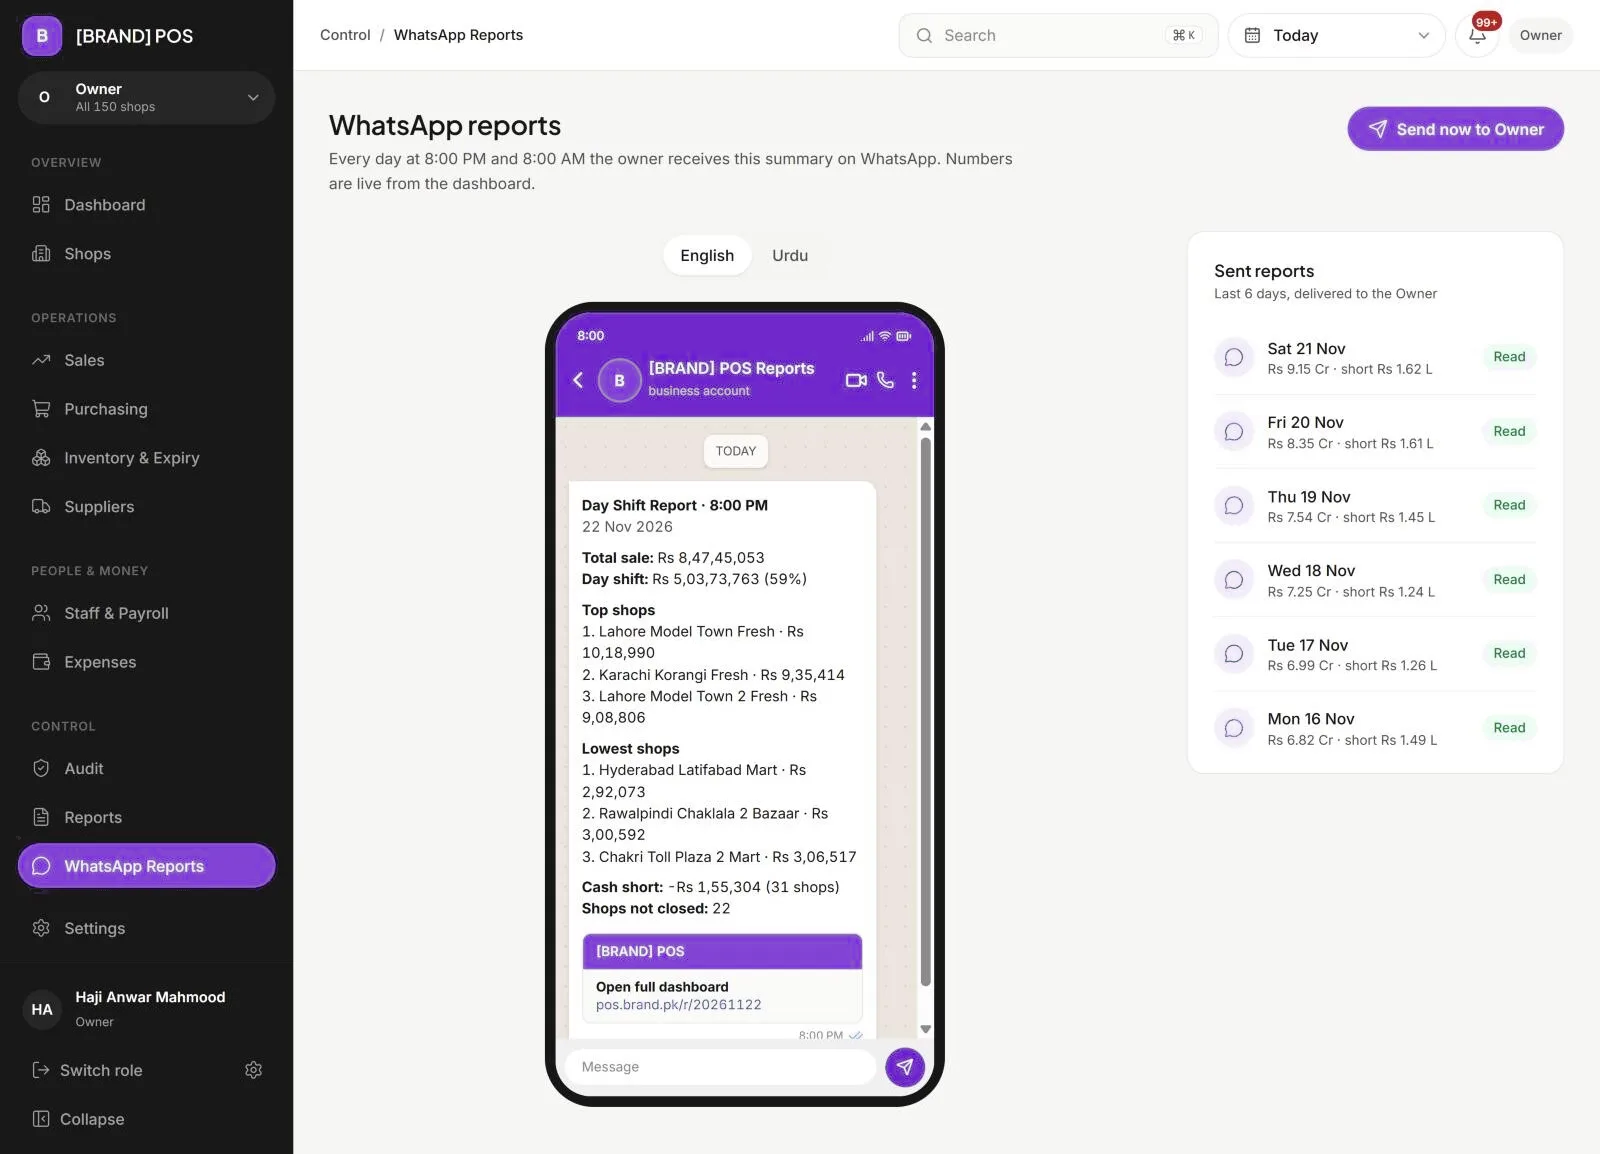 B
[BRAND] POS
O
Owner
All 150 shops
OVERVIEW
Dashboard
Shops
OPERATIONS
Sales
Purchasing
Inventory & Expiry
Suppliers
PEOPLE & MONEY
Staff & Payroll
Expenses
CONTROL
Audit
Reports
WhatsApp Reports
Settings
HA
Haji Anwar Mahmood
Owner
Switch role
Collapse
Control / WhatsApp Reports
Search
⌘ K
Today
99+
Owner
WhatsApp reports
Every day at 8:00 PM and 8:00 AM the owner receives this summary on WhatsApp. Numbers
are live from the dashboard.
Send now to Owner
English
Urdu
8:00
B
[BRAND] POS Reports
business account
TODAY
Day Shift Report · 8:00 PM
22 Nov 2026
Total sale: Rs 8,47,45,053
Day shift: Rs 5,03,73,763 (59%)
Top shops
1. Lahore Model Town Fresh · Rs
10,18,990
2. Karachi Korangi Fresh · Rs 9,35,414
3. Lahore Model Town 2 Fresh · Rs
9,08,806
Lowest shops
1. Hyderabad Latifabad Mart · Rs
2,92,073
2. Rawalpindi Chaklala 2 Bazaar · Rs
3,00,592
3. Chakri Toll Plaza 2 Mart · Rs 3,06,517
Cash short: -Rs 1,55,304 (31 shops)
Shops not closed: 22
[BRAND] POS
Open full dashboard
pos.brand.pk/r/20261122
8:00 PM
Message
Sent reports
Last 6 days, delivered to the Owner
Sat 21 Nov
Rs 9.15 Cr · short Rs 1.62 L
Read
Fri 20 Nov
Rs 8.35 Cr · short Rs 1.61 L
Read
Thu 19 Nov
Rs 7.54 Cr · short Rs 1.45 L
Read
Wed 18 Nov
Rs 7.25 Cr · short Rs 1.24 L
Read
Tue 17 Nov
Rs 6.99 Cr · short Rs 1.26 L
Read
Mon 16 Nov
Rs 6.82 Cr · short Rs 1.49 L
Read